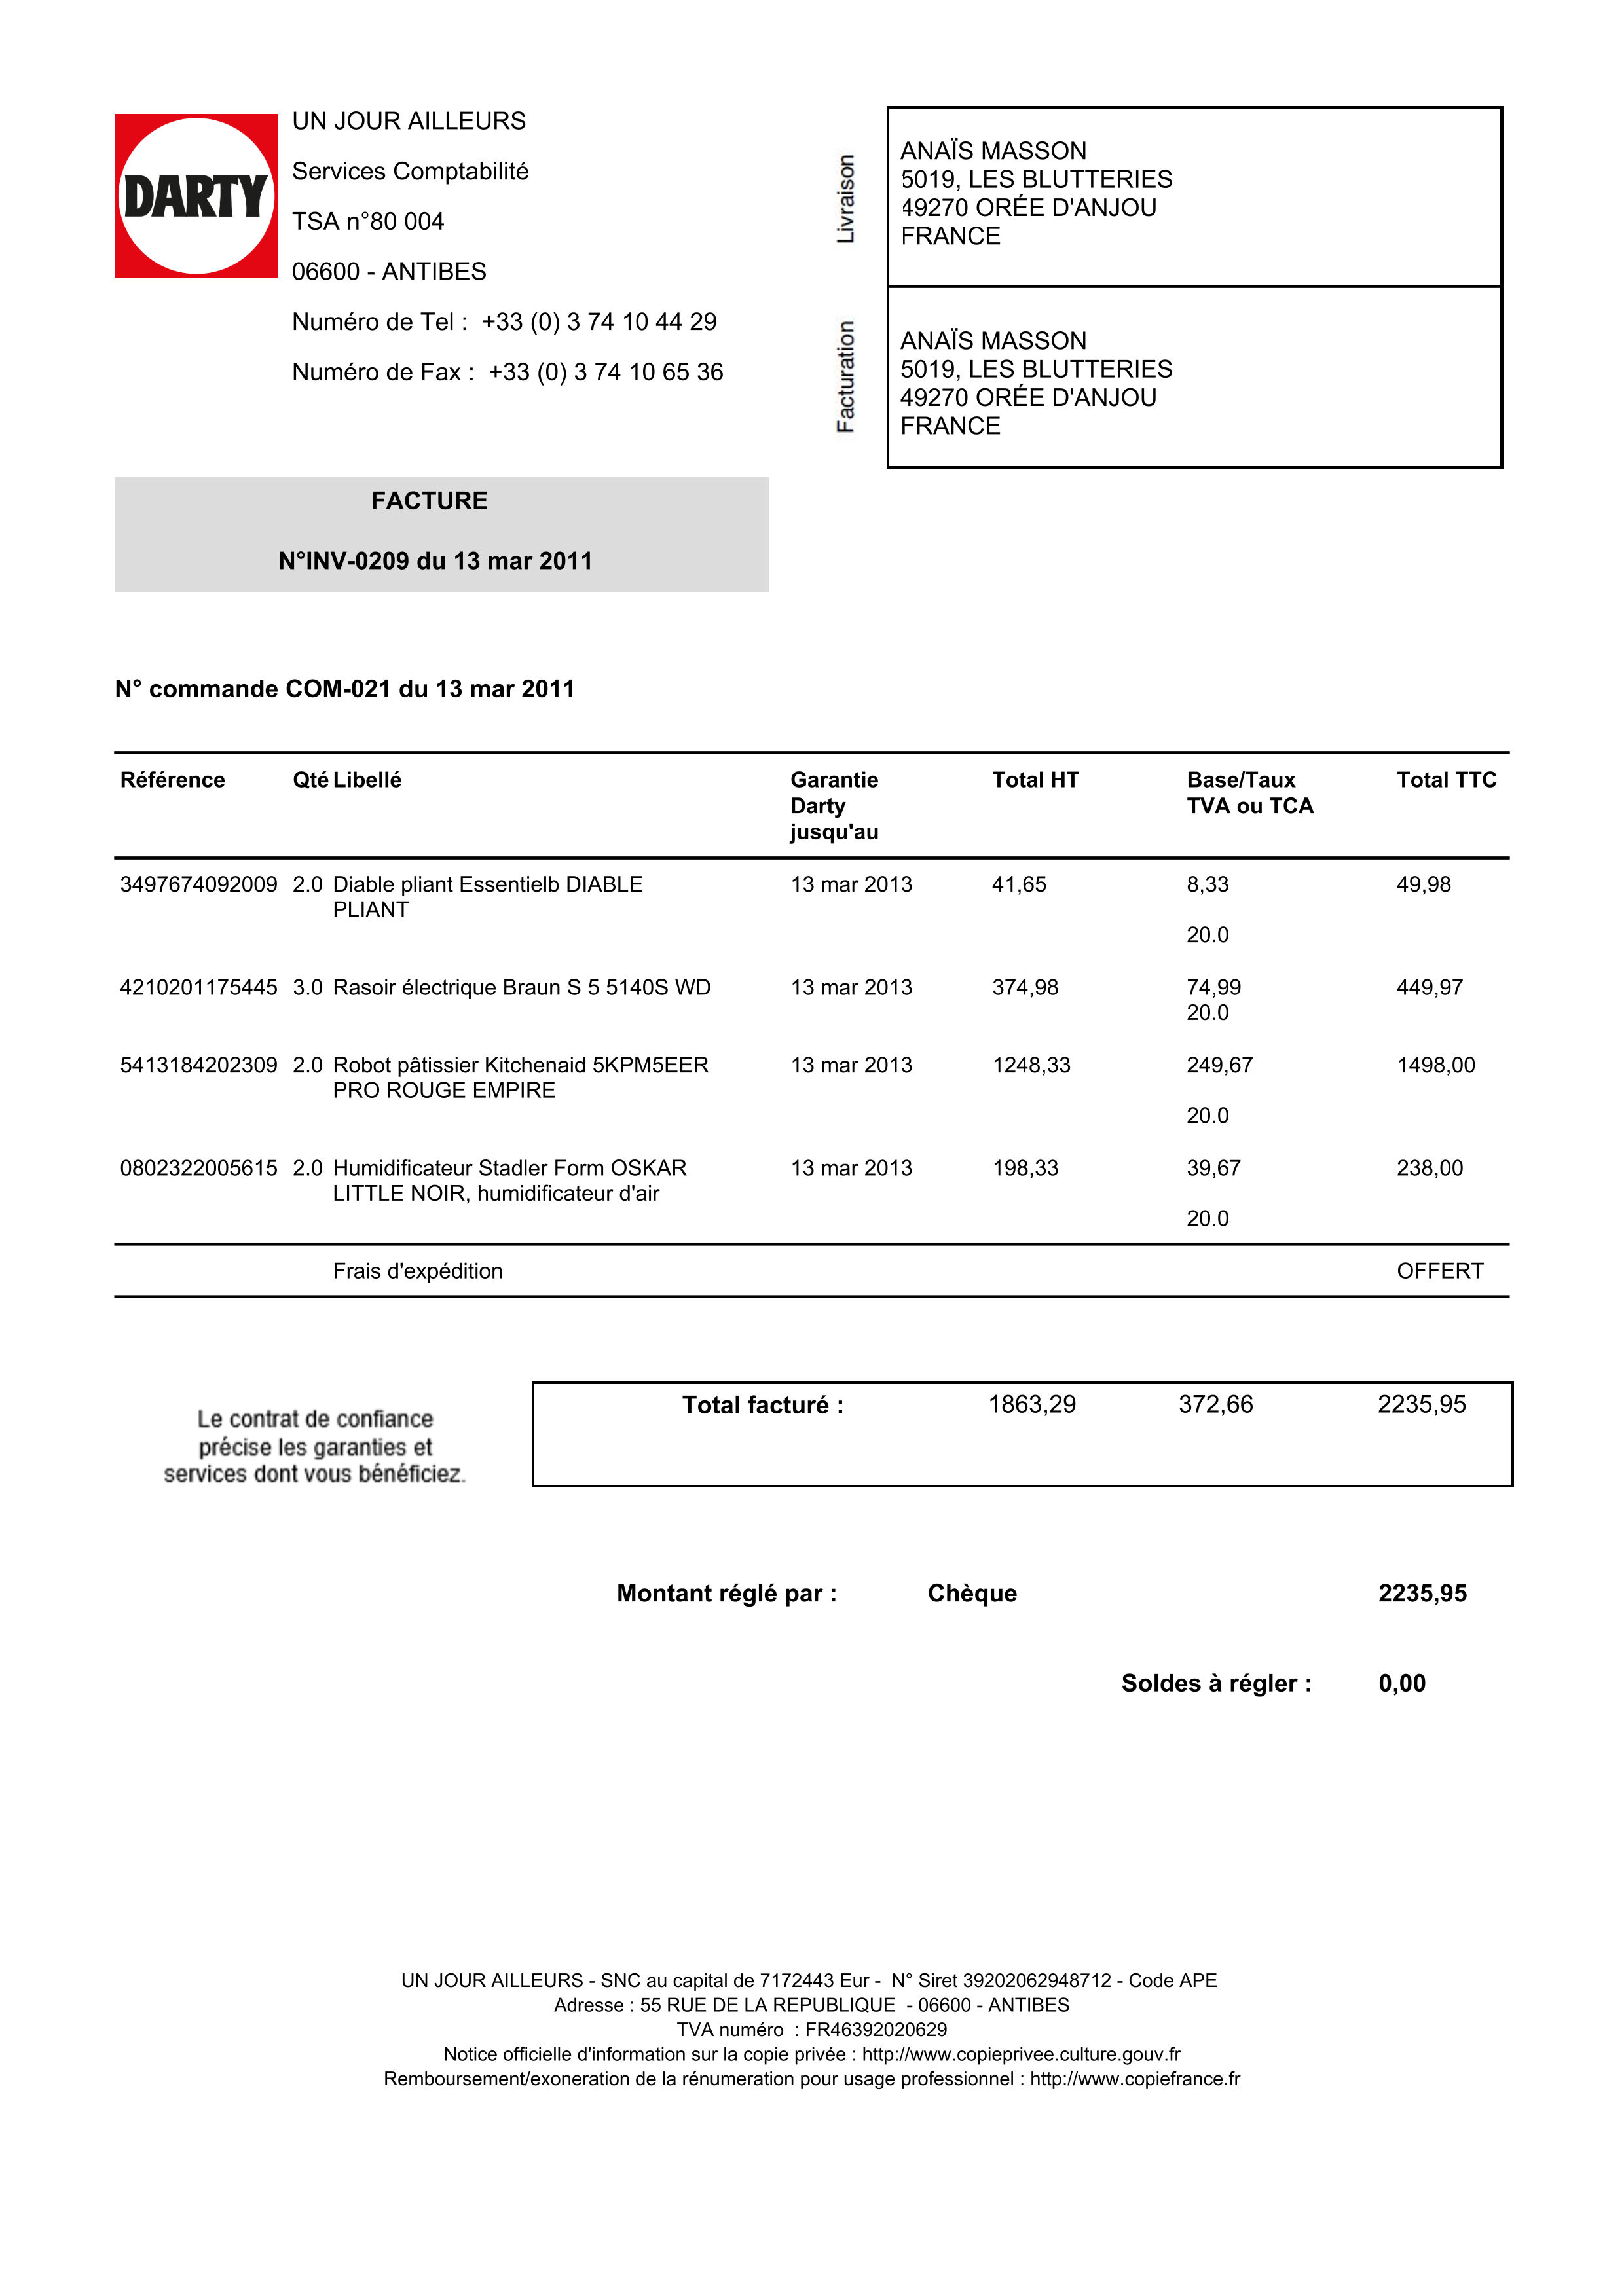 DARTY
UN JOUR AILLEURS
Services Comptabilité
TSA n°80 004
06600 - ANTIBES
Numéro de Tel : +33 (0) 3 74 10 44 29
Numéro de Fax : +33 (0) 3 74 10 65 36
Livraison
ANAÏS MASSON
5019, LES BLUTTERIES
49270 ORÉE D'ANJOU
FRANCE
Facturation
ANAÏS MASSON
5019, LES BLUTTERIES
49270 ORÉE D'ANJOU
FRANCE
FACTURE
N°INV-0209 du 13 mar 2011
N° commande COM-021 du 13 mar 2011
Référence Qté Libellé Garantie Total HT Base/Taux Total TTC
Darty TVA ou TCA
jusqu'au
3497674092009 2.0 Diable pliant Essentielb DIABLE 13 mar 2013 41,65 8,33 49,98
PLIANT
20.0
4210201175445 3.0 Rasoir électrique Braun S 5 5140S WD 13 mar 2013 374,98 74,99 449,97
20.0
5413184202309 2.0 Robot pâtissier Kitchenaid 5KPM5EER 13 mar 2013 1248,33 249,67 1498,00
PRO ROUGE EMPIRE
20.0
0802322005615 2.0 Humidificateur Stadler Form OSKAR 13 mar 2013 198,33 39,67 238,00
LITTLE NOIR, humidificateur d'air
20.0
Frais d'expédition OFFERT
Total facturé : 1863,29 372,66 2235,95
Le contrat de confiance
précise les garanties et
services dont vous bénéficiez.
Montant réglé par : Chèque 2235,95
Soldes à régler : 0,00
UN JOUR AILLEURS - SNC au capital de 7172443 Eur - N° Siret 39202062948712 - Code APE
Adresse : 55 RUE DE LA REPUBLIQUE - 06600 - ANTIBES
TVA numéro : FR46392020629
Notice officielle d'information sur la copie privée : http://www.copieprivee.culture.gouv.fr
Remboursement/exoneration de la rénumeration pour usage professionnel : http://www.copiefrance.fr